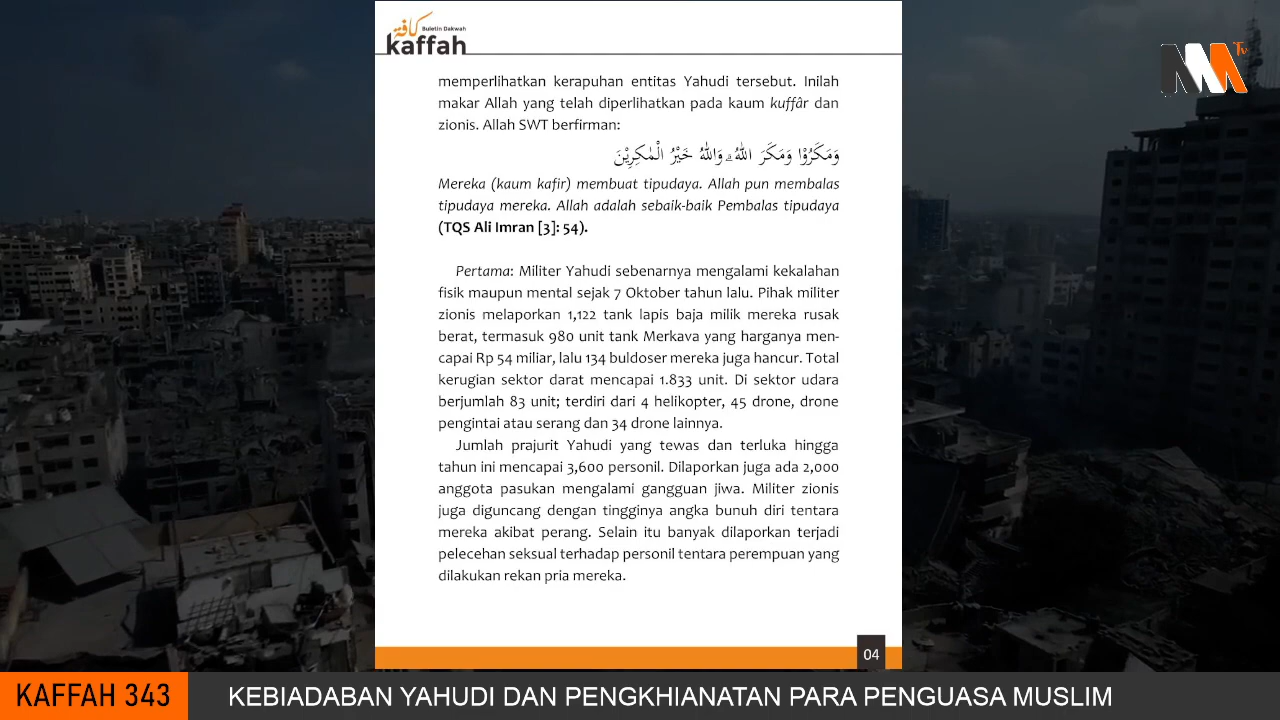 كافة
Buletin Dakwah
kaffah
Tv
memperlihatkan kerapuhan entitas Yahudi tersebut. Inilah
makar Allah yang telah diperlihatkan pada kaum kuffâr dan
zionis. Allah SWT berfirman:
وَمَكَرُوْا وَمَكَرَ اللّٰهُ ۗوَاللّٰهُ خَيْرُ الْمٰكِرِيْنَ
Mereka (kaum kafir) membuat tipudaya. Allah pun membalas
tipudaya mereka. Allah adalah sebaik-baik Pembalas tipudaya
(TQS Ali Imran [3]: 54).
Pertama: Militer Yahudi sebenarnya mengalami kekalahan
fisik maupun mental sejak 7 Oktober tahun lalu. Pihak militer
zionis melaporkan 1,122 tank lapis baja milik mereka rusak
berat, termasuk 980 unit tank Merkava yang harganya men-
capai Rp 54 miliar, lalu 134 buldoser mereka juga hancur. Total
kerugian sektor darat mencapai 1.833 unit. Di sektor udara
berjumlah 83 unit; terdiri dari 4 helikopter, 45 drone, drone
pengintai atau serang dan 34 drone lainnya.
Jumlah prajurit Yahudi yang tewas dan terluka hingga
tahun ini mencapai 3,600 personil. Dilaporkan juga ada 2,000
anggota pasukan mengalami gangguan jiwa. Militer zionis
juga diguncang dengan tingginya angka bunuh diri tentara
mereka akibat perang. Selain itu banyak dilaporkan terjadi
pelecehan seksual terhadap personil tentara perempuan yang
dilakukan rekan pria mereka.
04
KAFFAH 343
KEBIADABAN YAHUDI DAN PENGKHIANATAN PARA PENGUASA MUSLIM